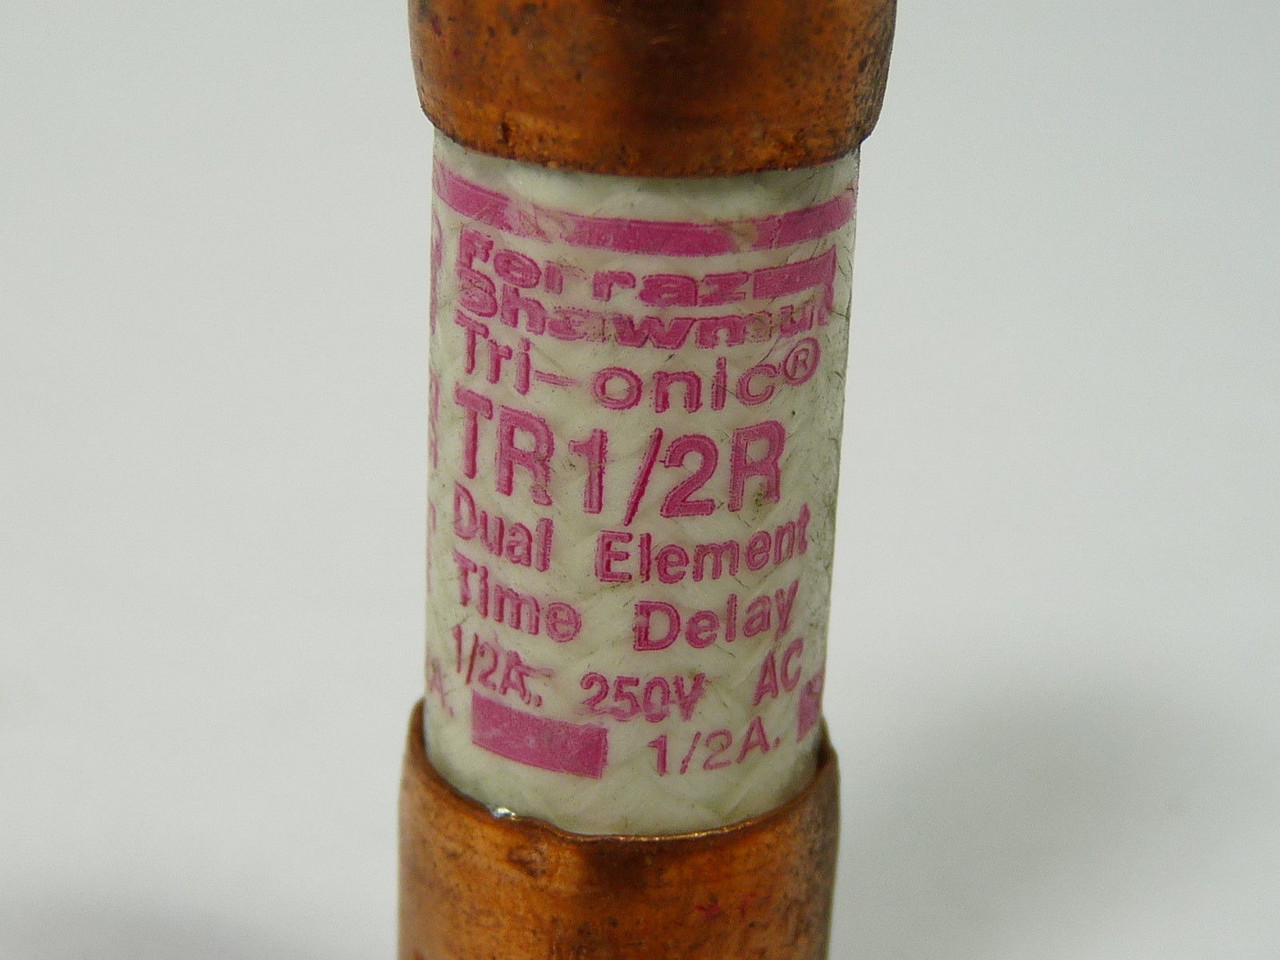 Ferraz
Shawmut
Tri-onic®
TR1/2R
Dual Element
Time Delay
1/2A. 250V AC
1/2A.